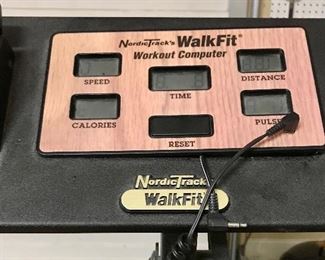 NordicTrack's WalkFit®
Workout Computer
SPEED
TIME
DISTANCE
CALORIES
RESET
PULSE
NordicTrack
WalkFit